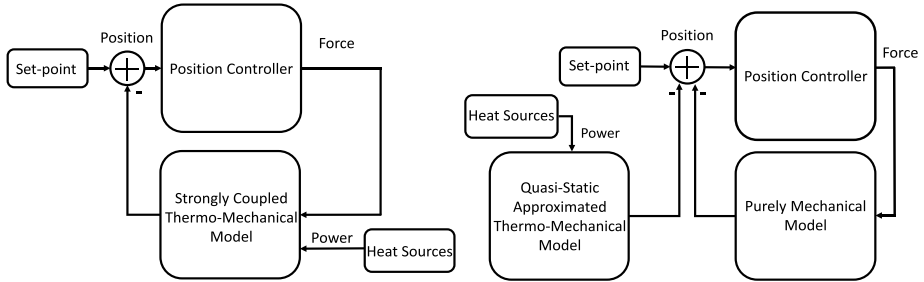 Position
Set-point
-
Position Controller
Force
Strongly Coupled
Thermo-Mechanical
Model
Power
Heat Sources
Position
Set-point
-
-
Position Controller
Force
Heat Sources
Power
Quasi-Static
Approximated
Thermo-Mechanical
Model
Purely Mechanical
Model